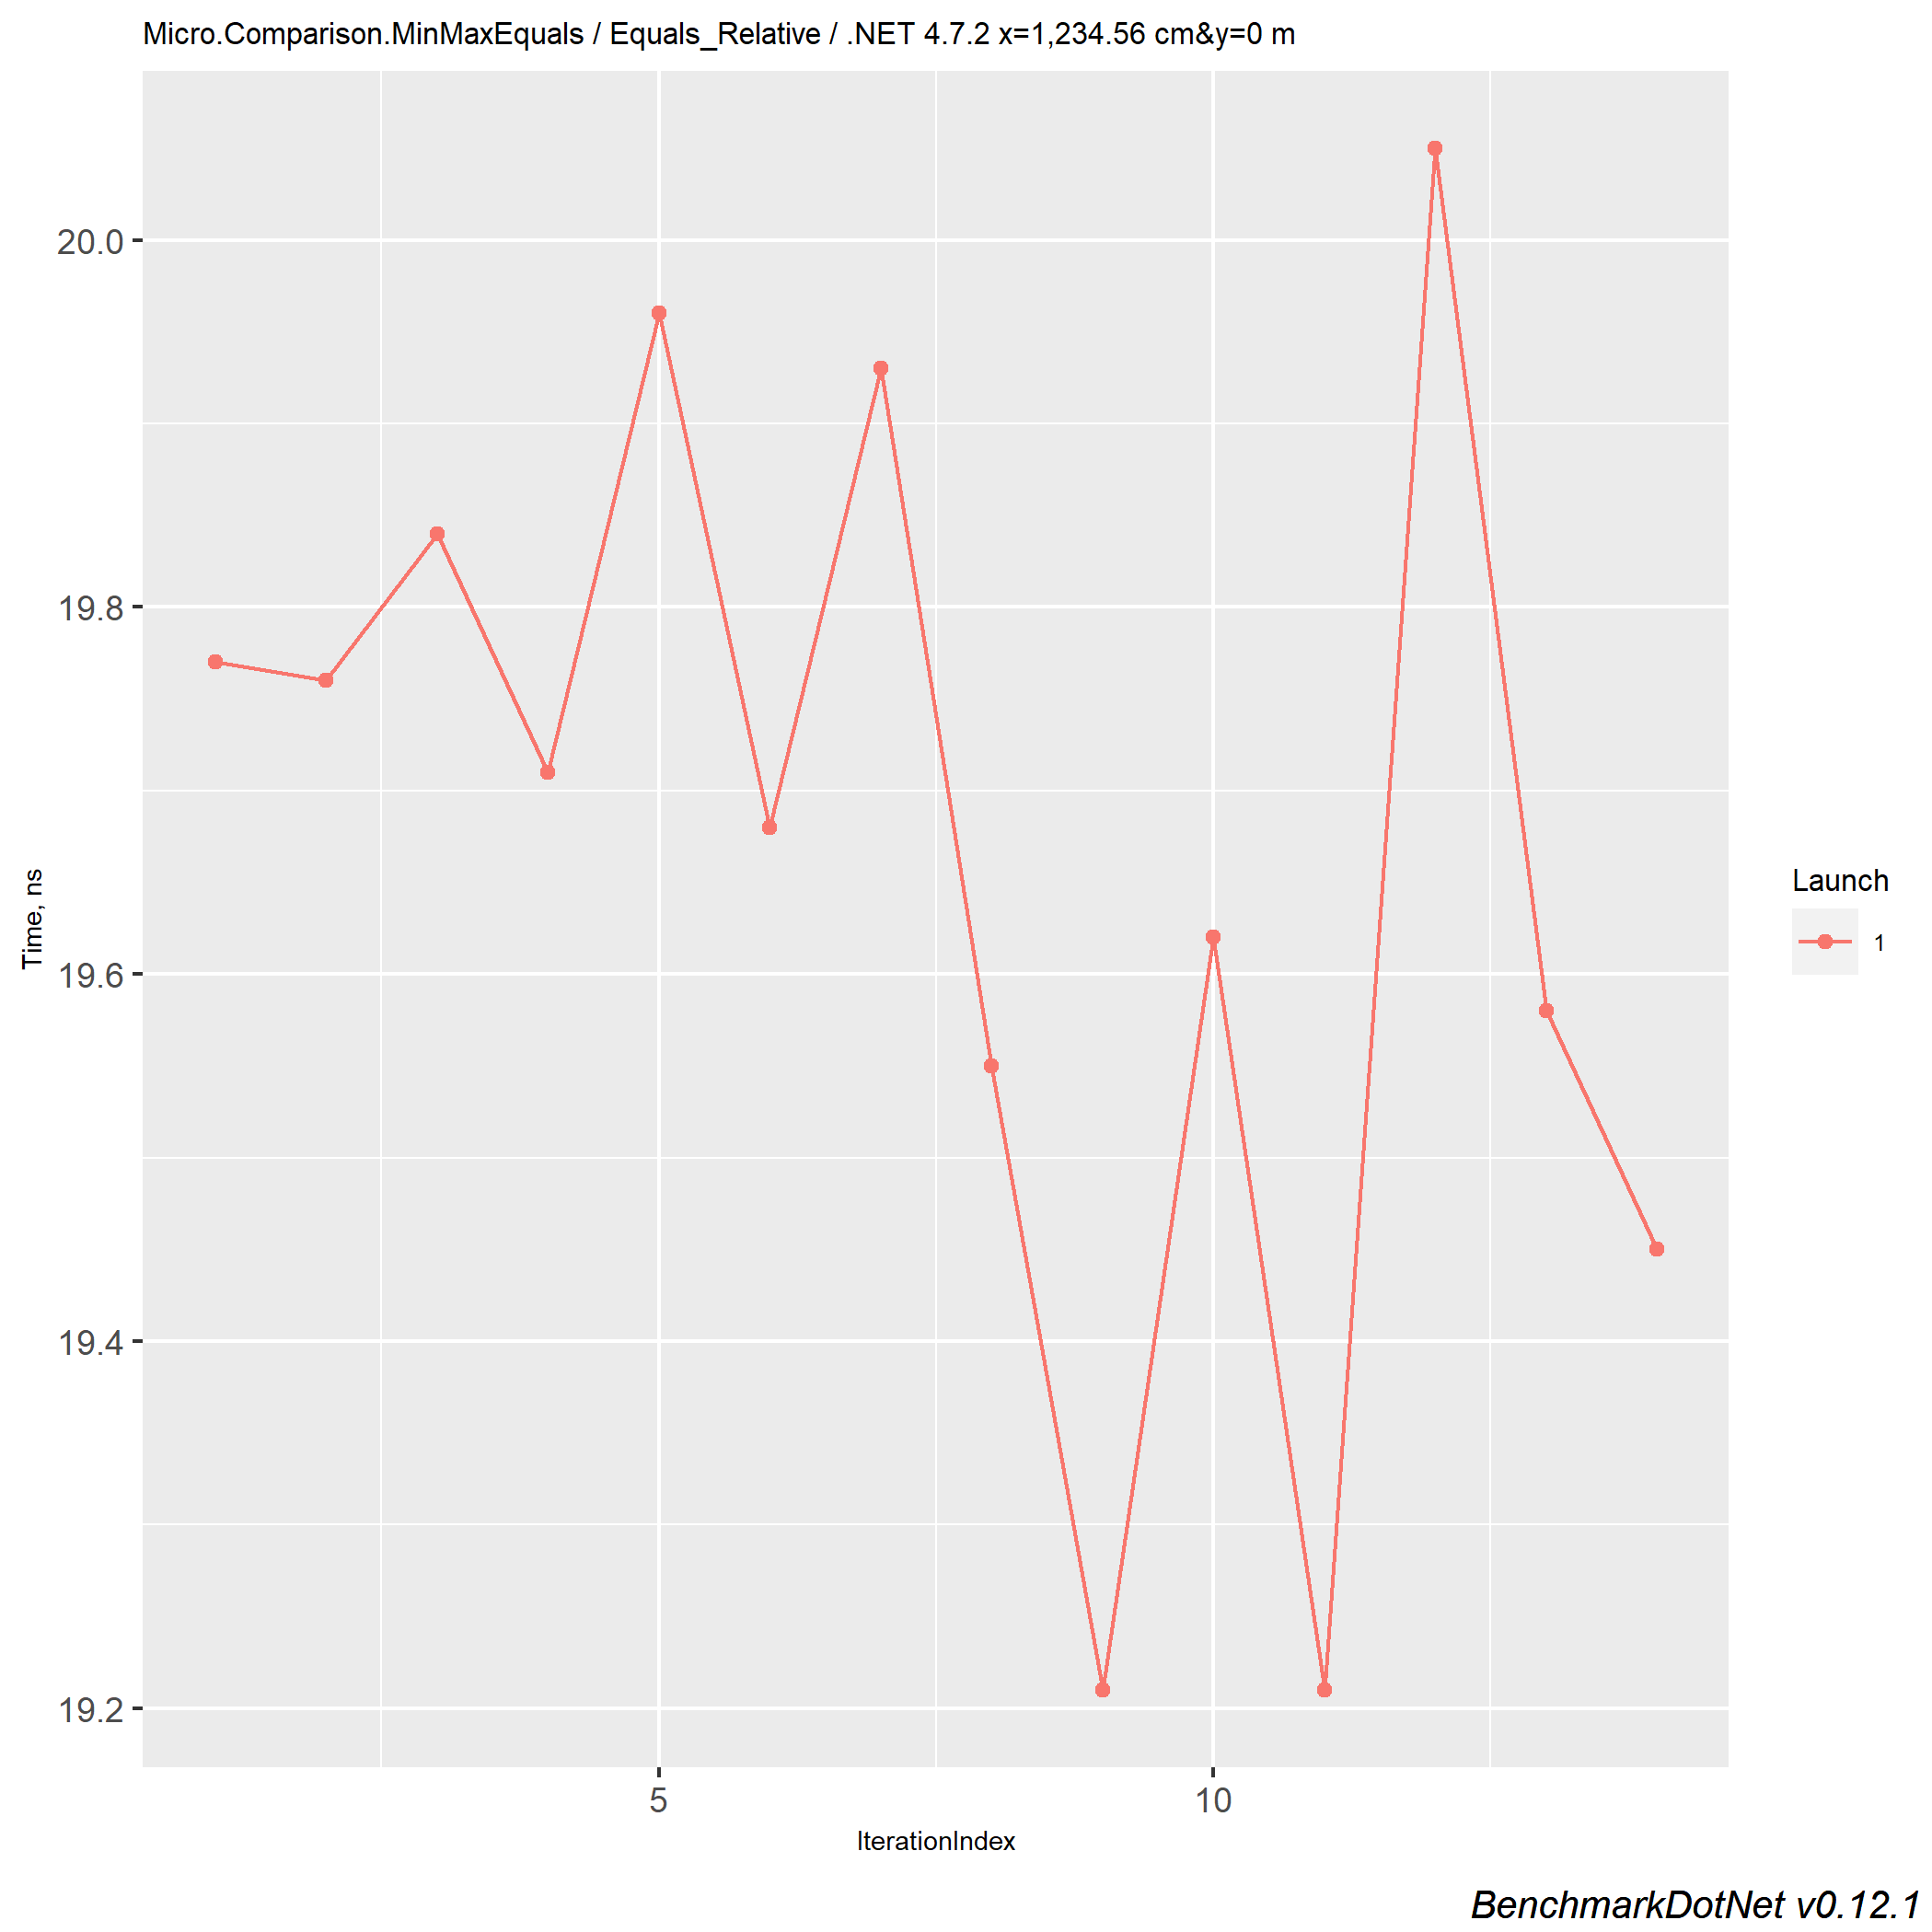 Micro.Comparison.MinMaxEquals / Equals_Relative / .NET 4.7.2 x=1,234.56 cm&y=0 m
20.0
19.8
19.6
19.4
19.2
Time, ns
5
10
IterationIndex
Launch
1
BenchmarkDotNet v0.12.1